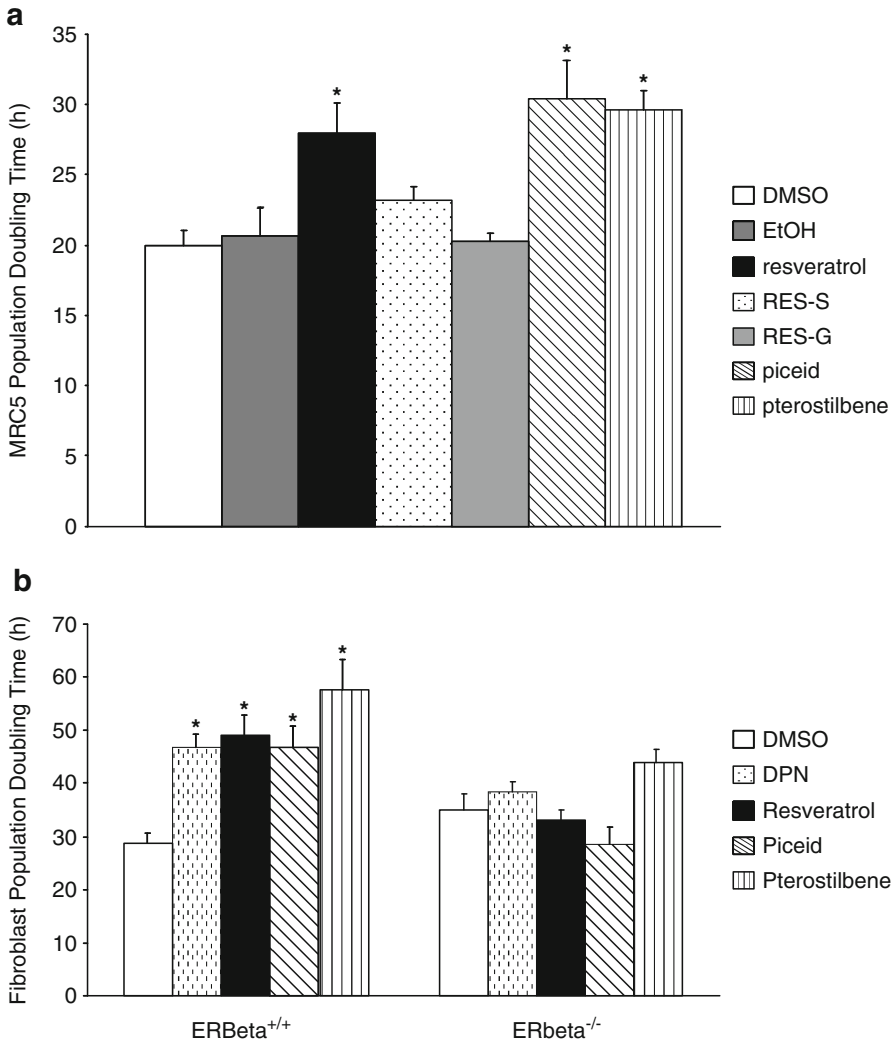 a
MRC5 Population Doubling Time (h)
35
30
25
20
15
10
5
0
*
*
*
DMSO
EtOH
resveratrol
RES-S
RES-G
piceid
pterostilbene
b
Fibroblast Population Doubling Time (h)
70
60
50
40
30
20
10
0
*
*
*
*
ERBeta+/+
ERbeta-/-
DMSO
DPN
Resveratrol
Piceid
Pterostilbene